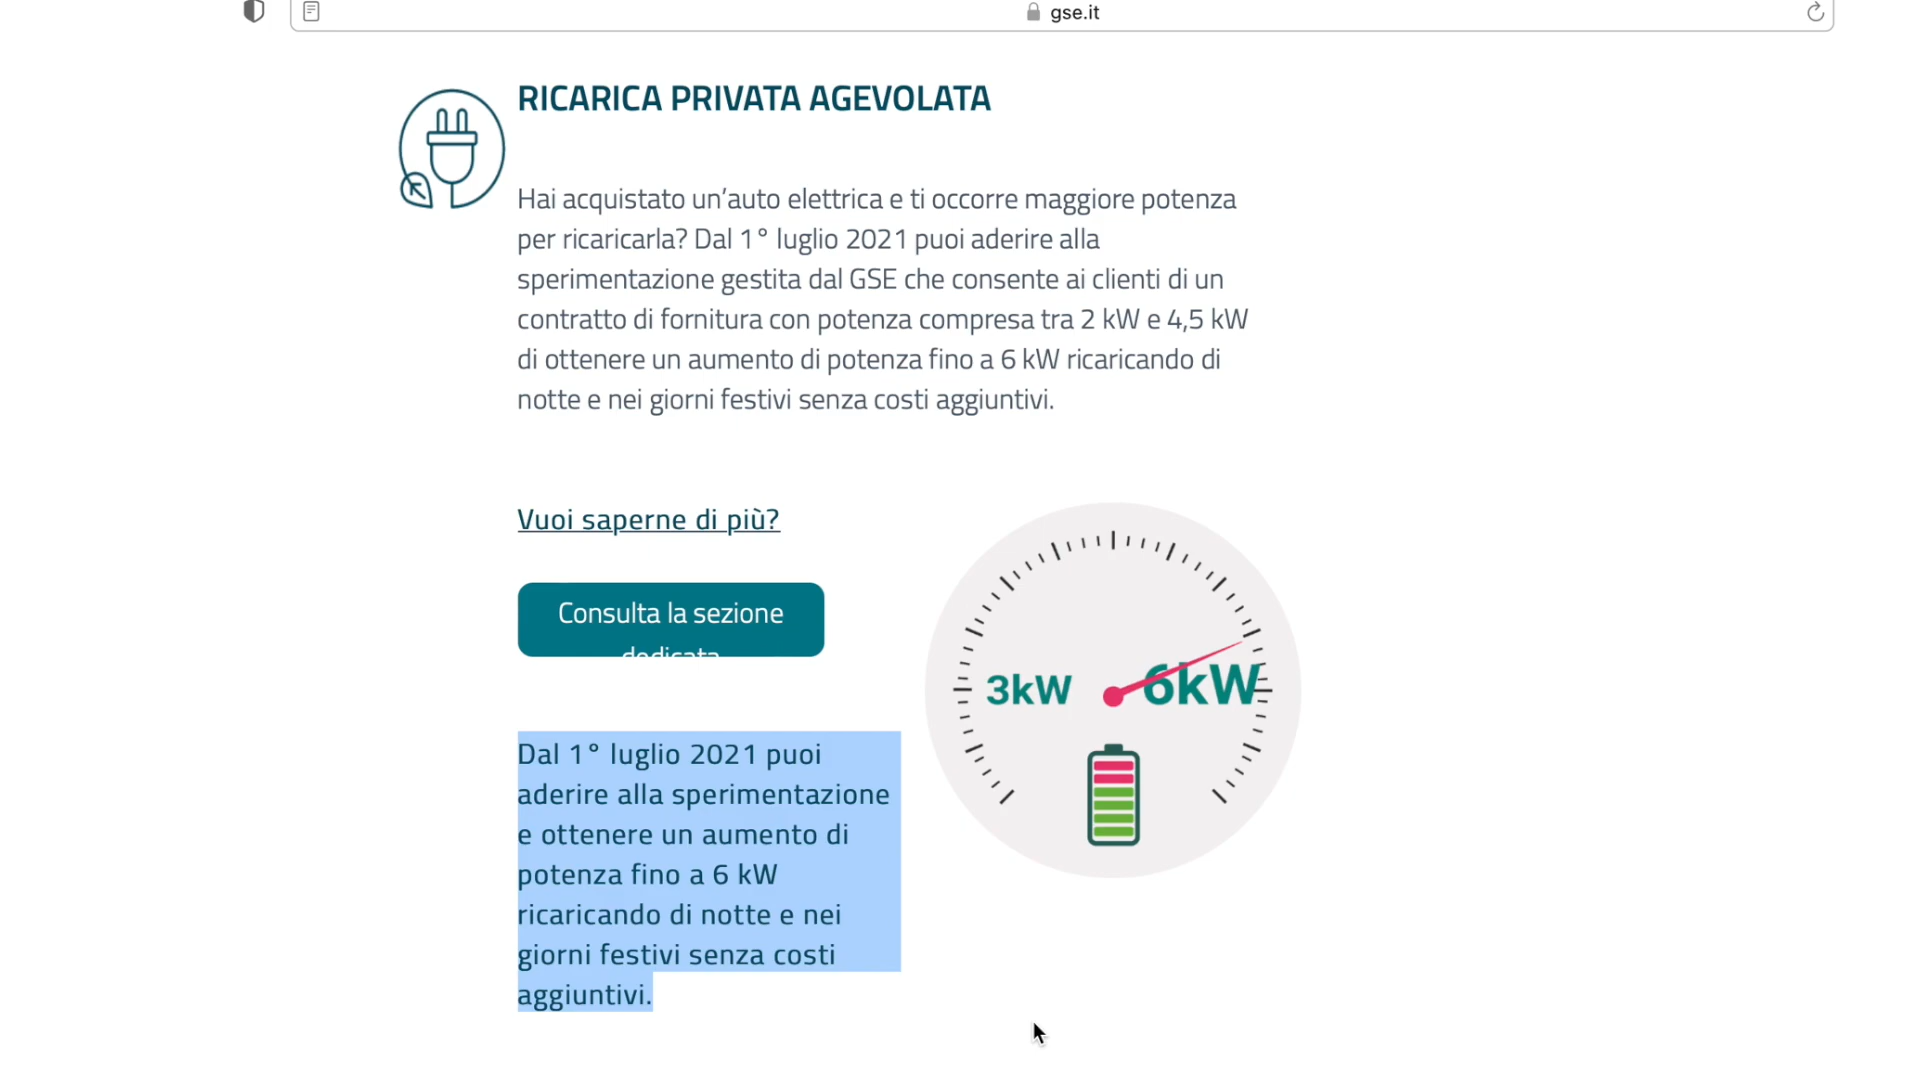 gse.it
RICARICA PRIVATA AGEVOLATA
Hai acquistato un’auto elettrica e ti occorre maggiore potenza
per ricaricarla? Dal 1° luglio 2021 puoi aderire alla
sperimentazione gestita dal GSE che consente ai clienti di un
contratto di fornitura con potenza compresa tra 2 kW e 4,5 kW
di ottenere un aumento di potenza fino a 6 kW ricaricando di
notte e nei giorni festivi senza costi aggiuntivi.
Vuoi saperne di più?
Consulta la sezione
dedicata
3kW
6kW
Dal 1° luglio 2021 puoi
aderire alla sperimentazione
e ottenere un aumento di
potenza fino a 6 kW
ricaricando di notte e nei
giorni festivi senza costi
aggiuntivi.